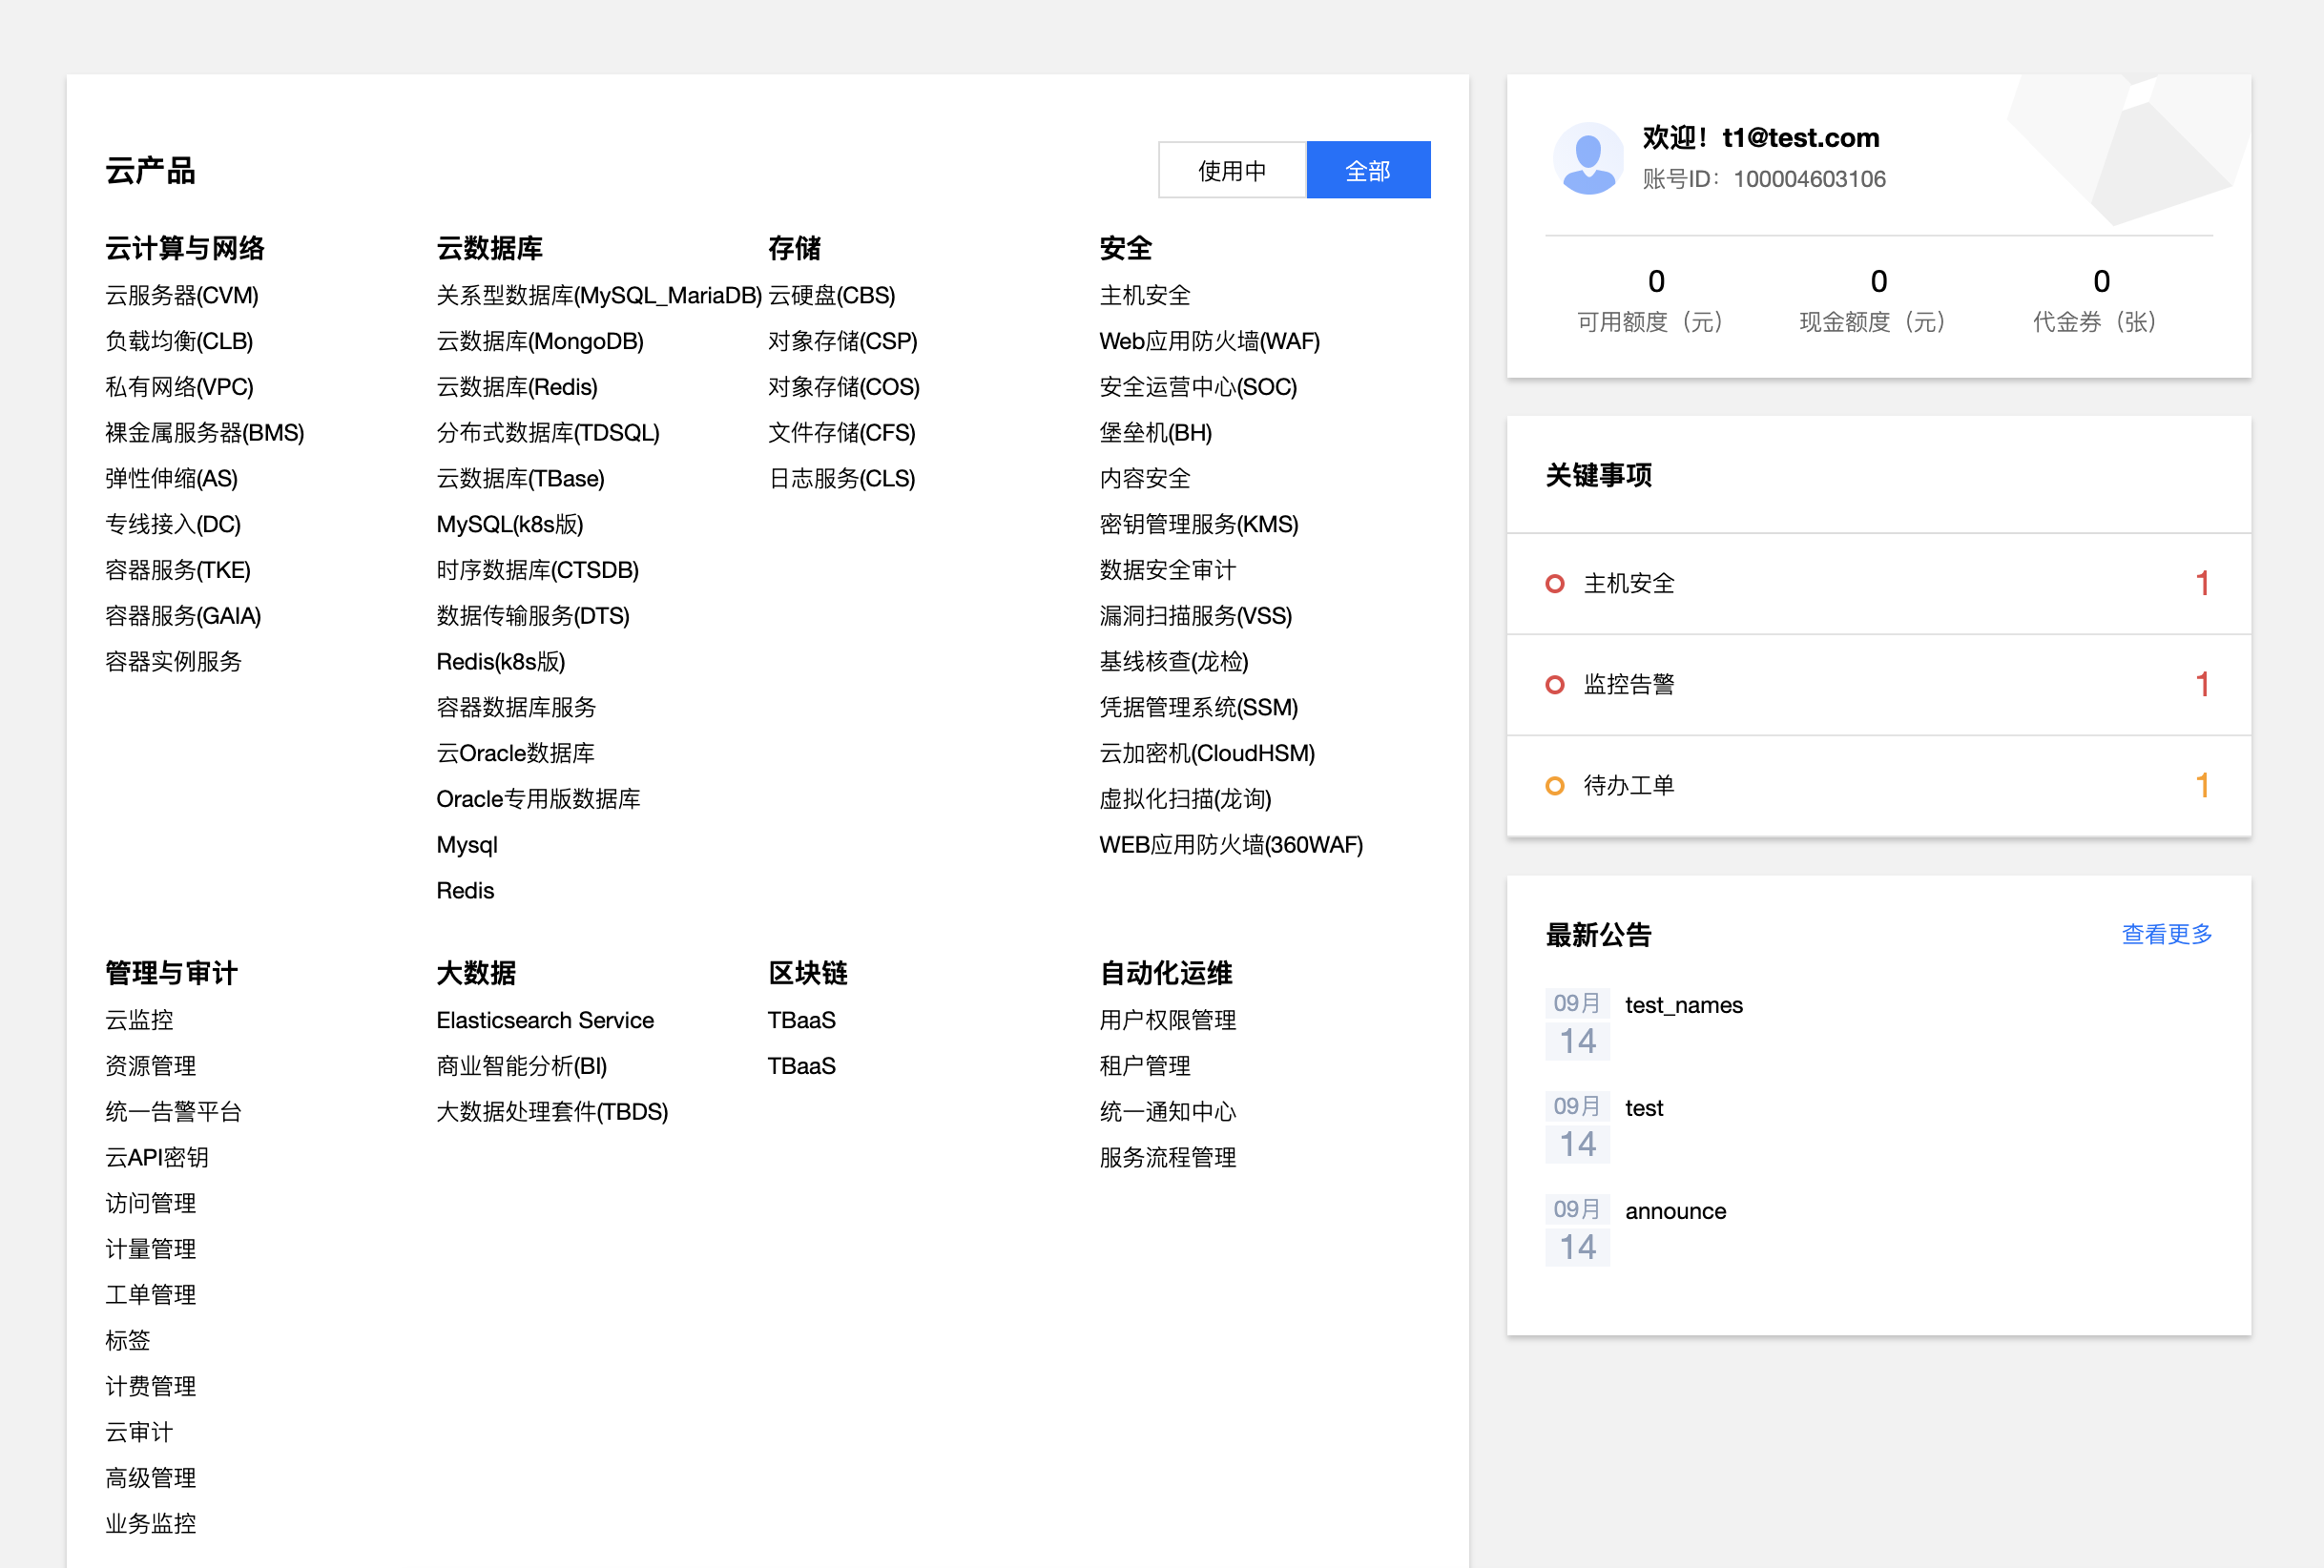 云产品
使用中
全部
云计算与网络
云服务器(CVM)
负载均衡(CLB)
私有网络(VPC)
裸金属服务器(BMS)
弹性伸缩(AS)
专线接入(DC)
容器服务(TKE)
容器服务(GAIA)
容器实例服务
云数据库
关系型数据库(MySQL_MariaDB)
云数据库(MongoDB)
云数据库(Redis)
分布式数据库(TDSQL)
云数据库(TBase)
MySQL(k8s版)
时序数据库(CTSDB)
数据传输服务(DTS)
Redis(k8s版)
容器数据库服务
云Oracle数据库
Oracle专用版数据库
Mysql
Redis
存储
云硬盘(CBS)
对象存储(CSP)
对象存储(COS)
文件存储(CFS)
日志服务(CLS)
安全
主机安全
Web应用防火墙(WAF)
安全运营中心(SOC)
堡垒机(BH)
内容安全
密钥管理服务(KMS)
数据安全审计
漏洞扫描服务(VSS)
基线核查(龙检)
凭据管理系统(SSM)
云加密机(CloudHSM)
虚拟化扫描(龙询)
WEB应用防火墙(360WAF)
管理与审计
云监控
资源管理
统一告警平台
云API密钥
访问管理
计量管理
工单管理
标签
计费管理
云审计
高级管理
业务监控
大数据
Elasticsearch Service
商业智能分析(BI)
大数据处理套件(TBDS)
区块链
TBaaS
TBaaS
自动化运维
用户权限管理
租户管理
统一通知中心
服务流程管理
欢迎！t1@test.com
账号ID：100004603106
0
可用额度（元）
0
现金额度（元）
0
代金券（张）
关键事项
主机安全 1
监控告警 1
待办工单 1
最新公告
查看更多
09月
14
test_names
09月
14
test
09月
14
announce